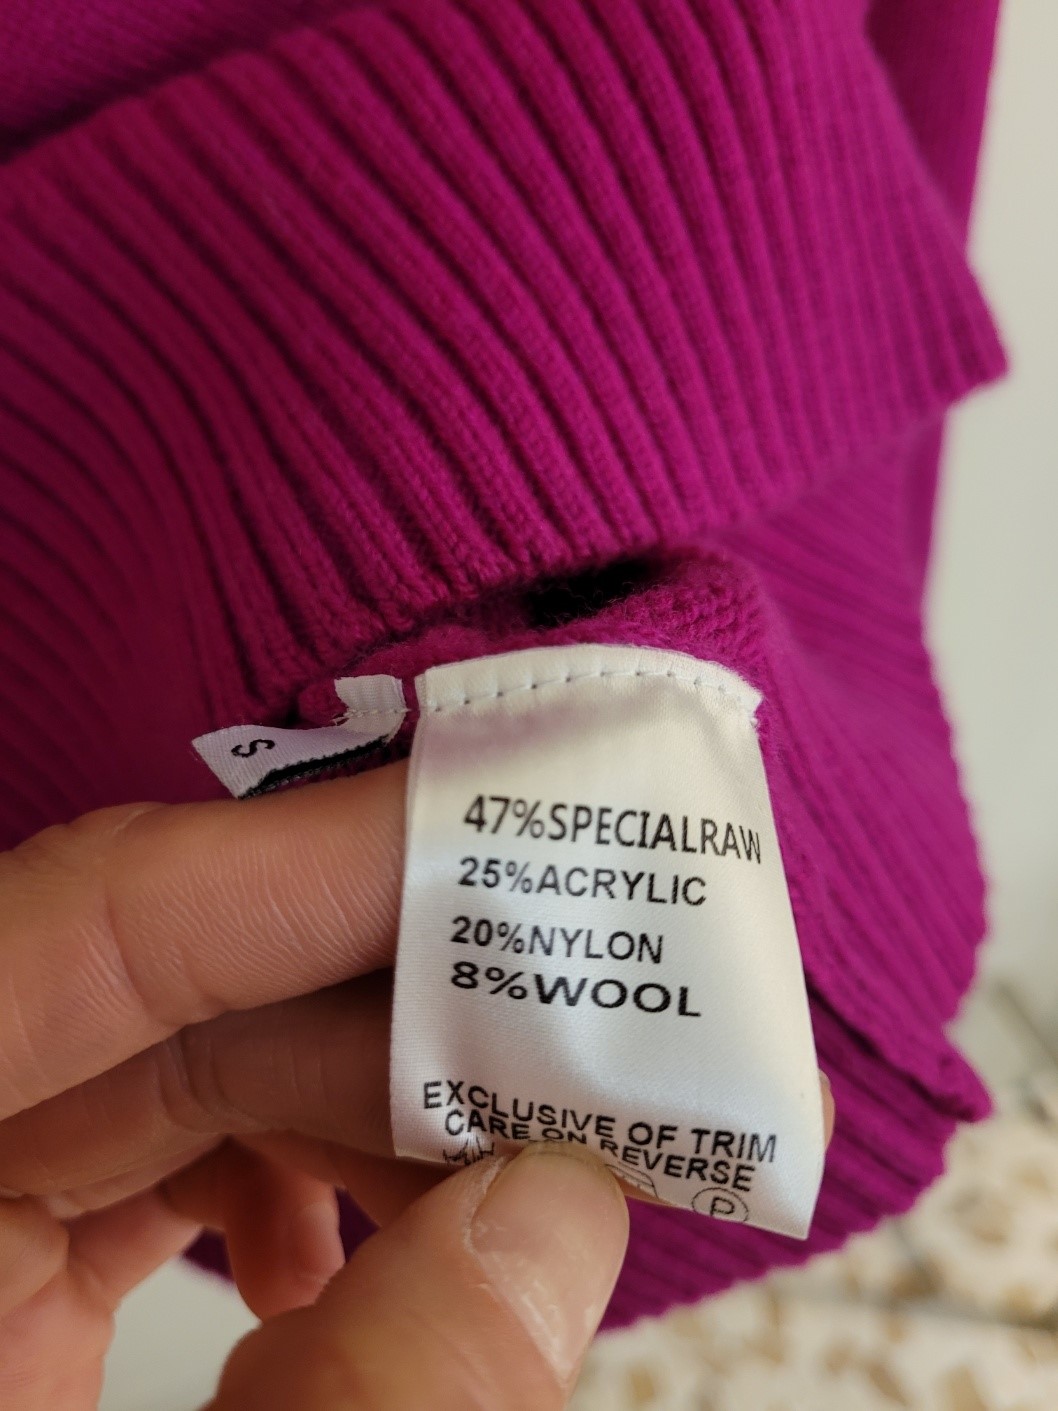 S
47%SPECIALRAW
25%ACRYLIC
20%NYLON
8%WOOL
EXCLUSIVE OF TRIM
CARE ON REVERSE
P